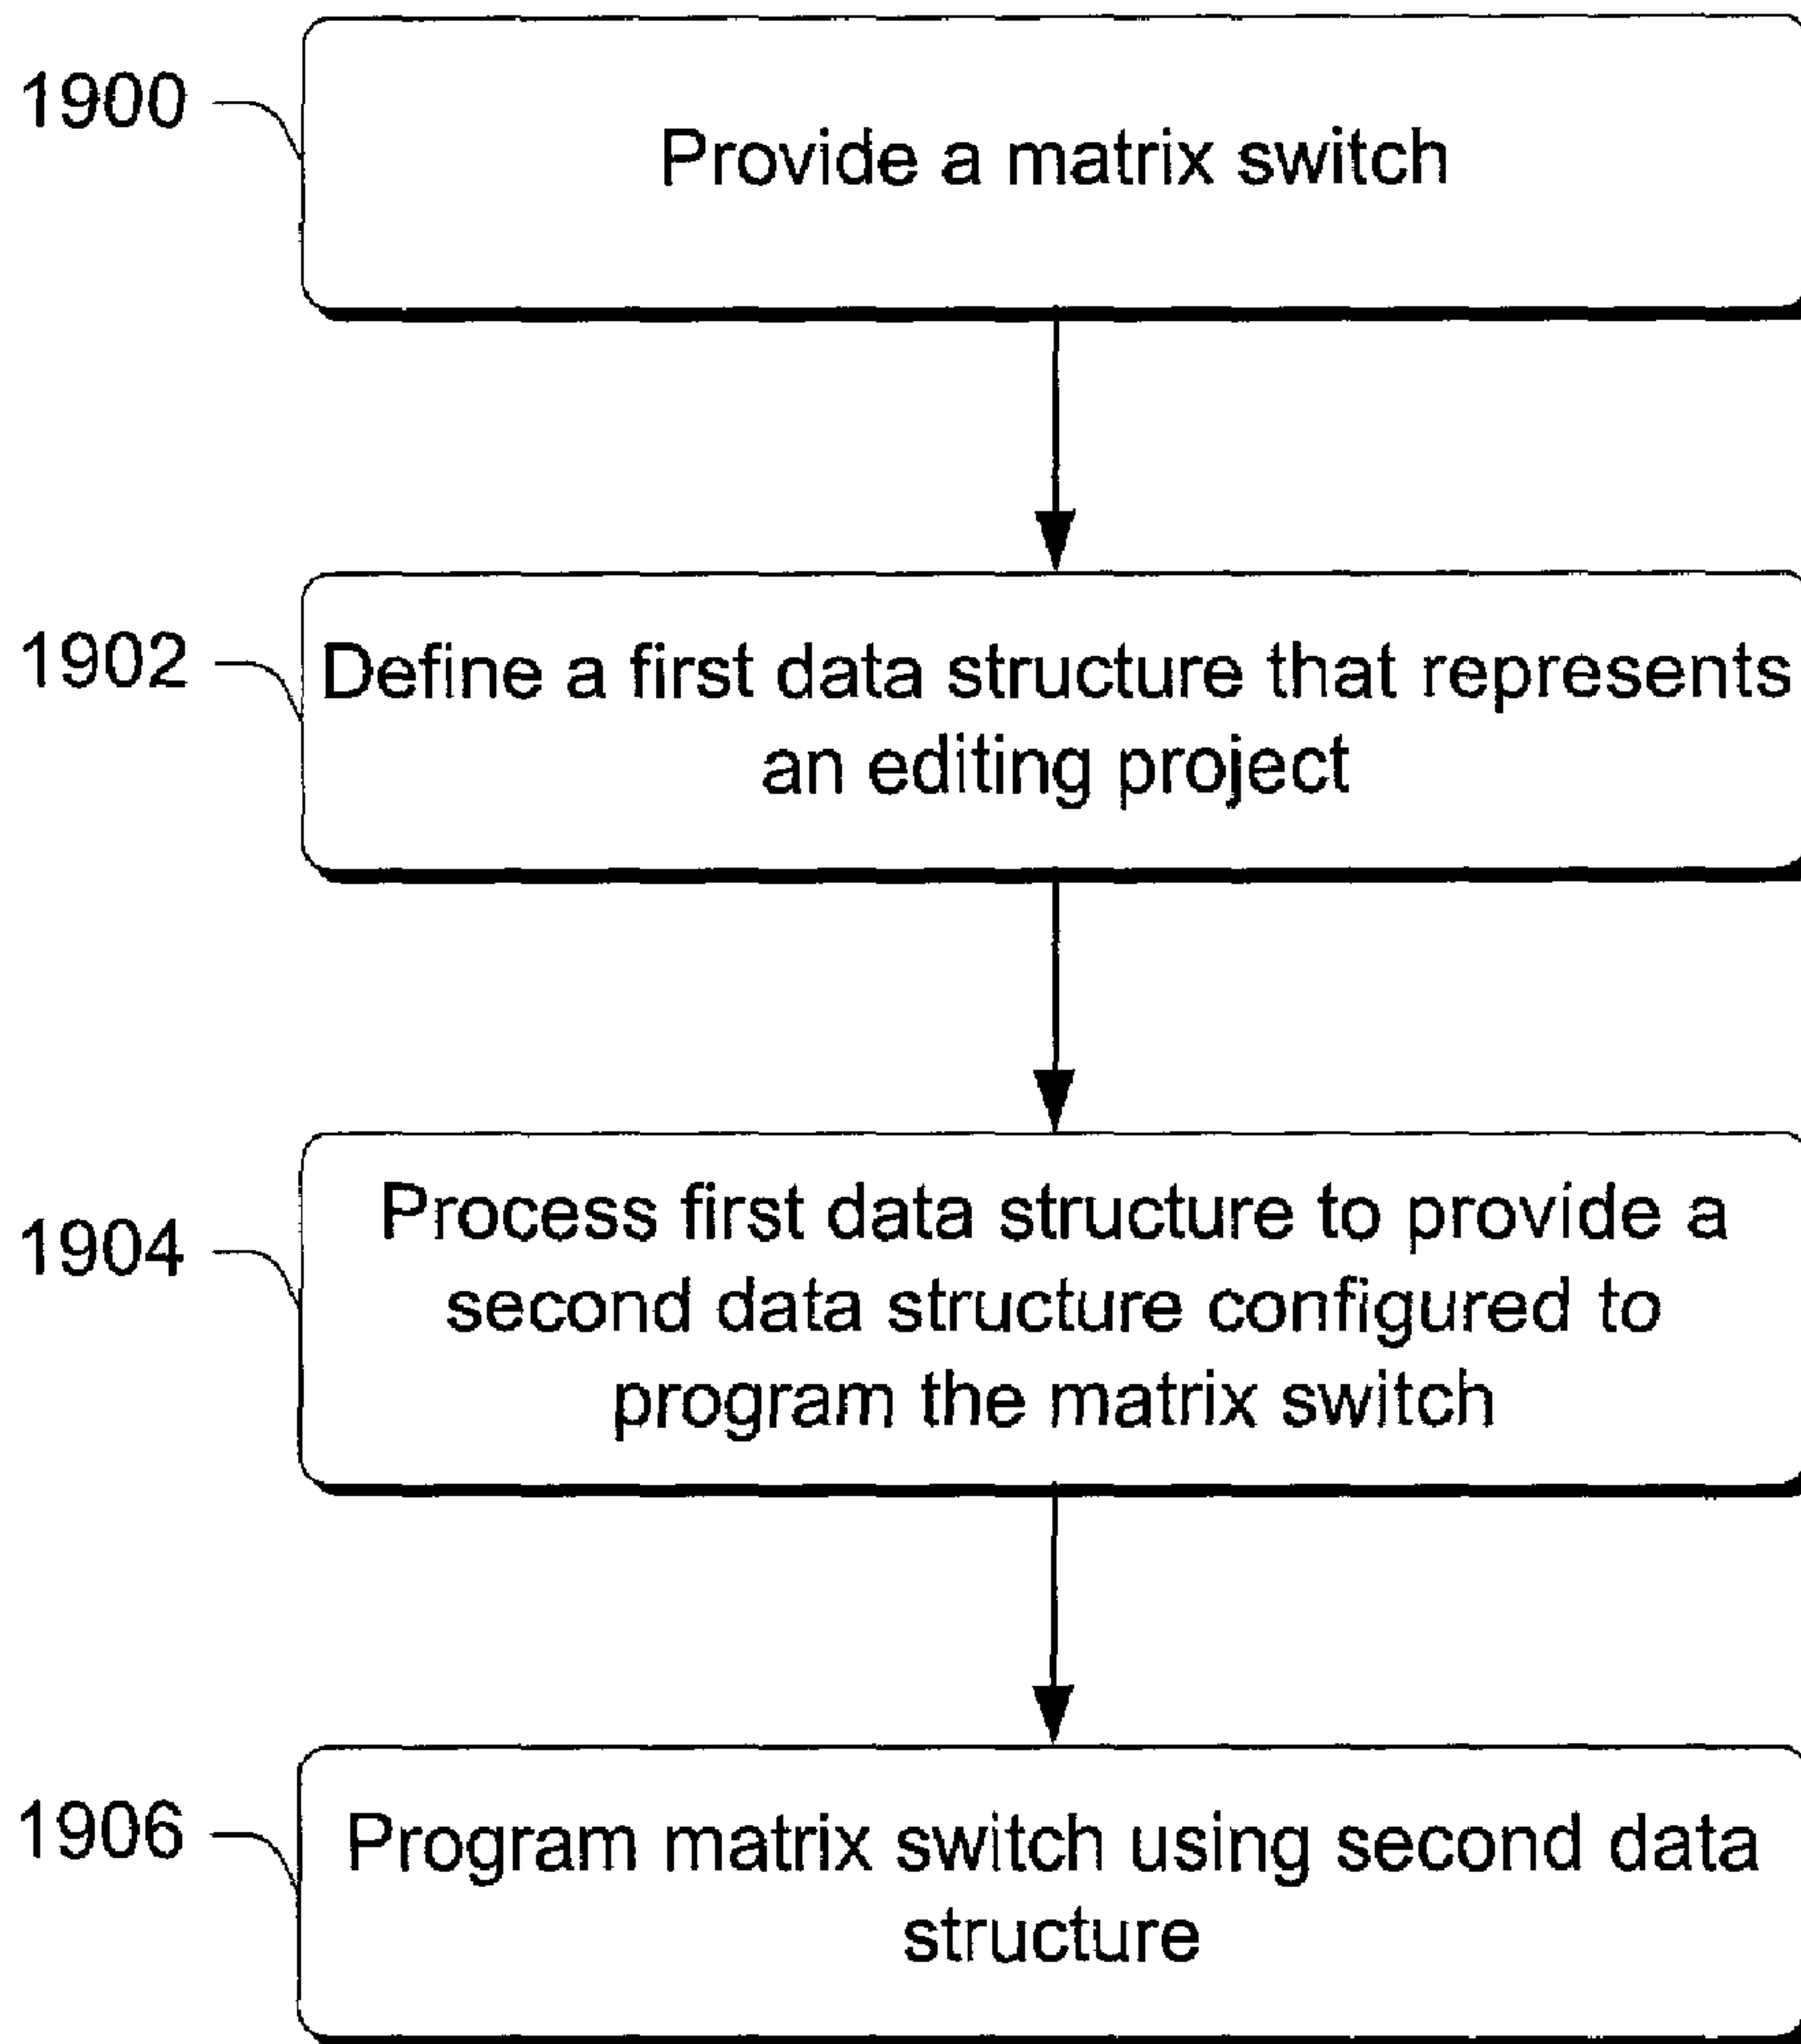 1900
Provide a matrix switch
1902
Define a first data structure that represents
an editing project
1904
Process first data structure to provide a
second data structure configured to
program the matrix switch
1906
Program matrix switch using second data
structure